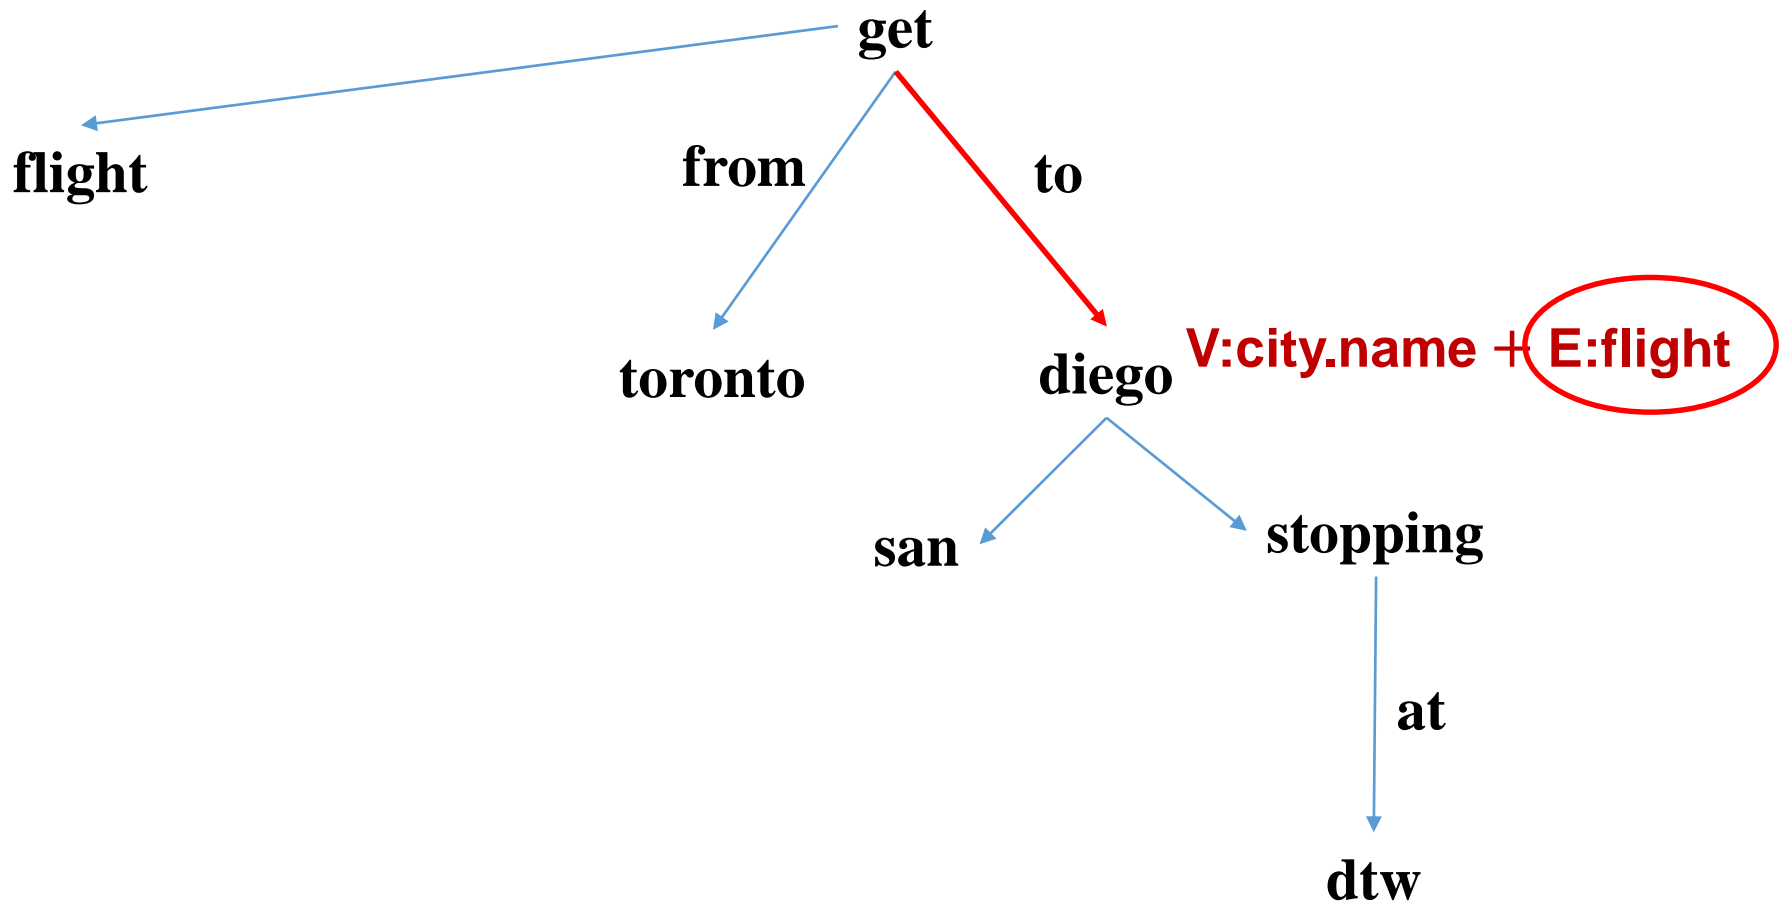 get
flight
from
to
toronto
diego
V:city.name + E:flight
san
stopping
at
dtw